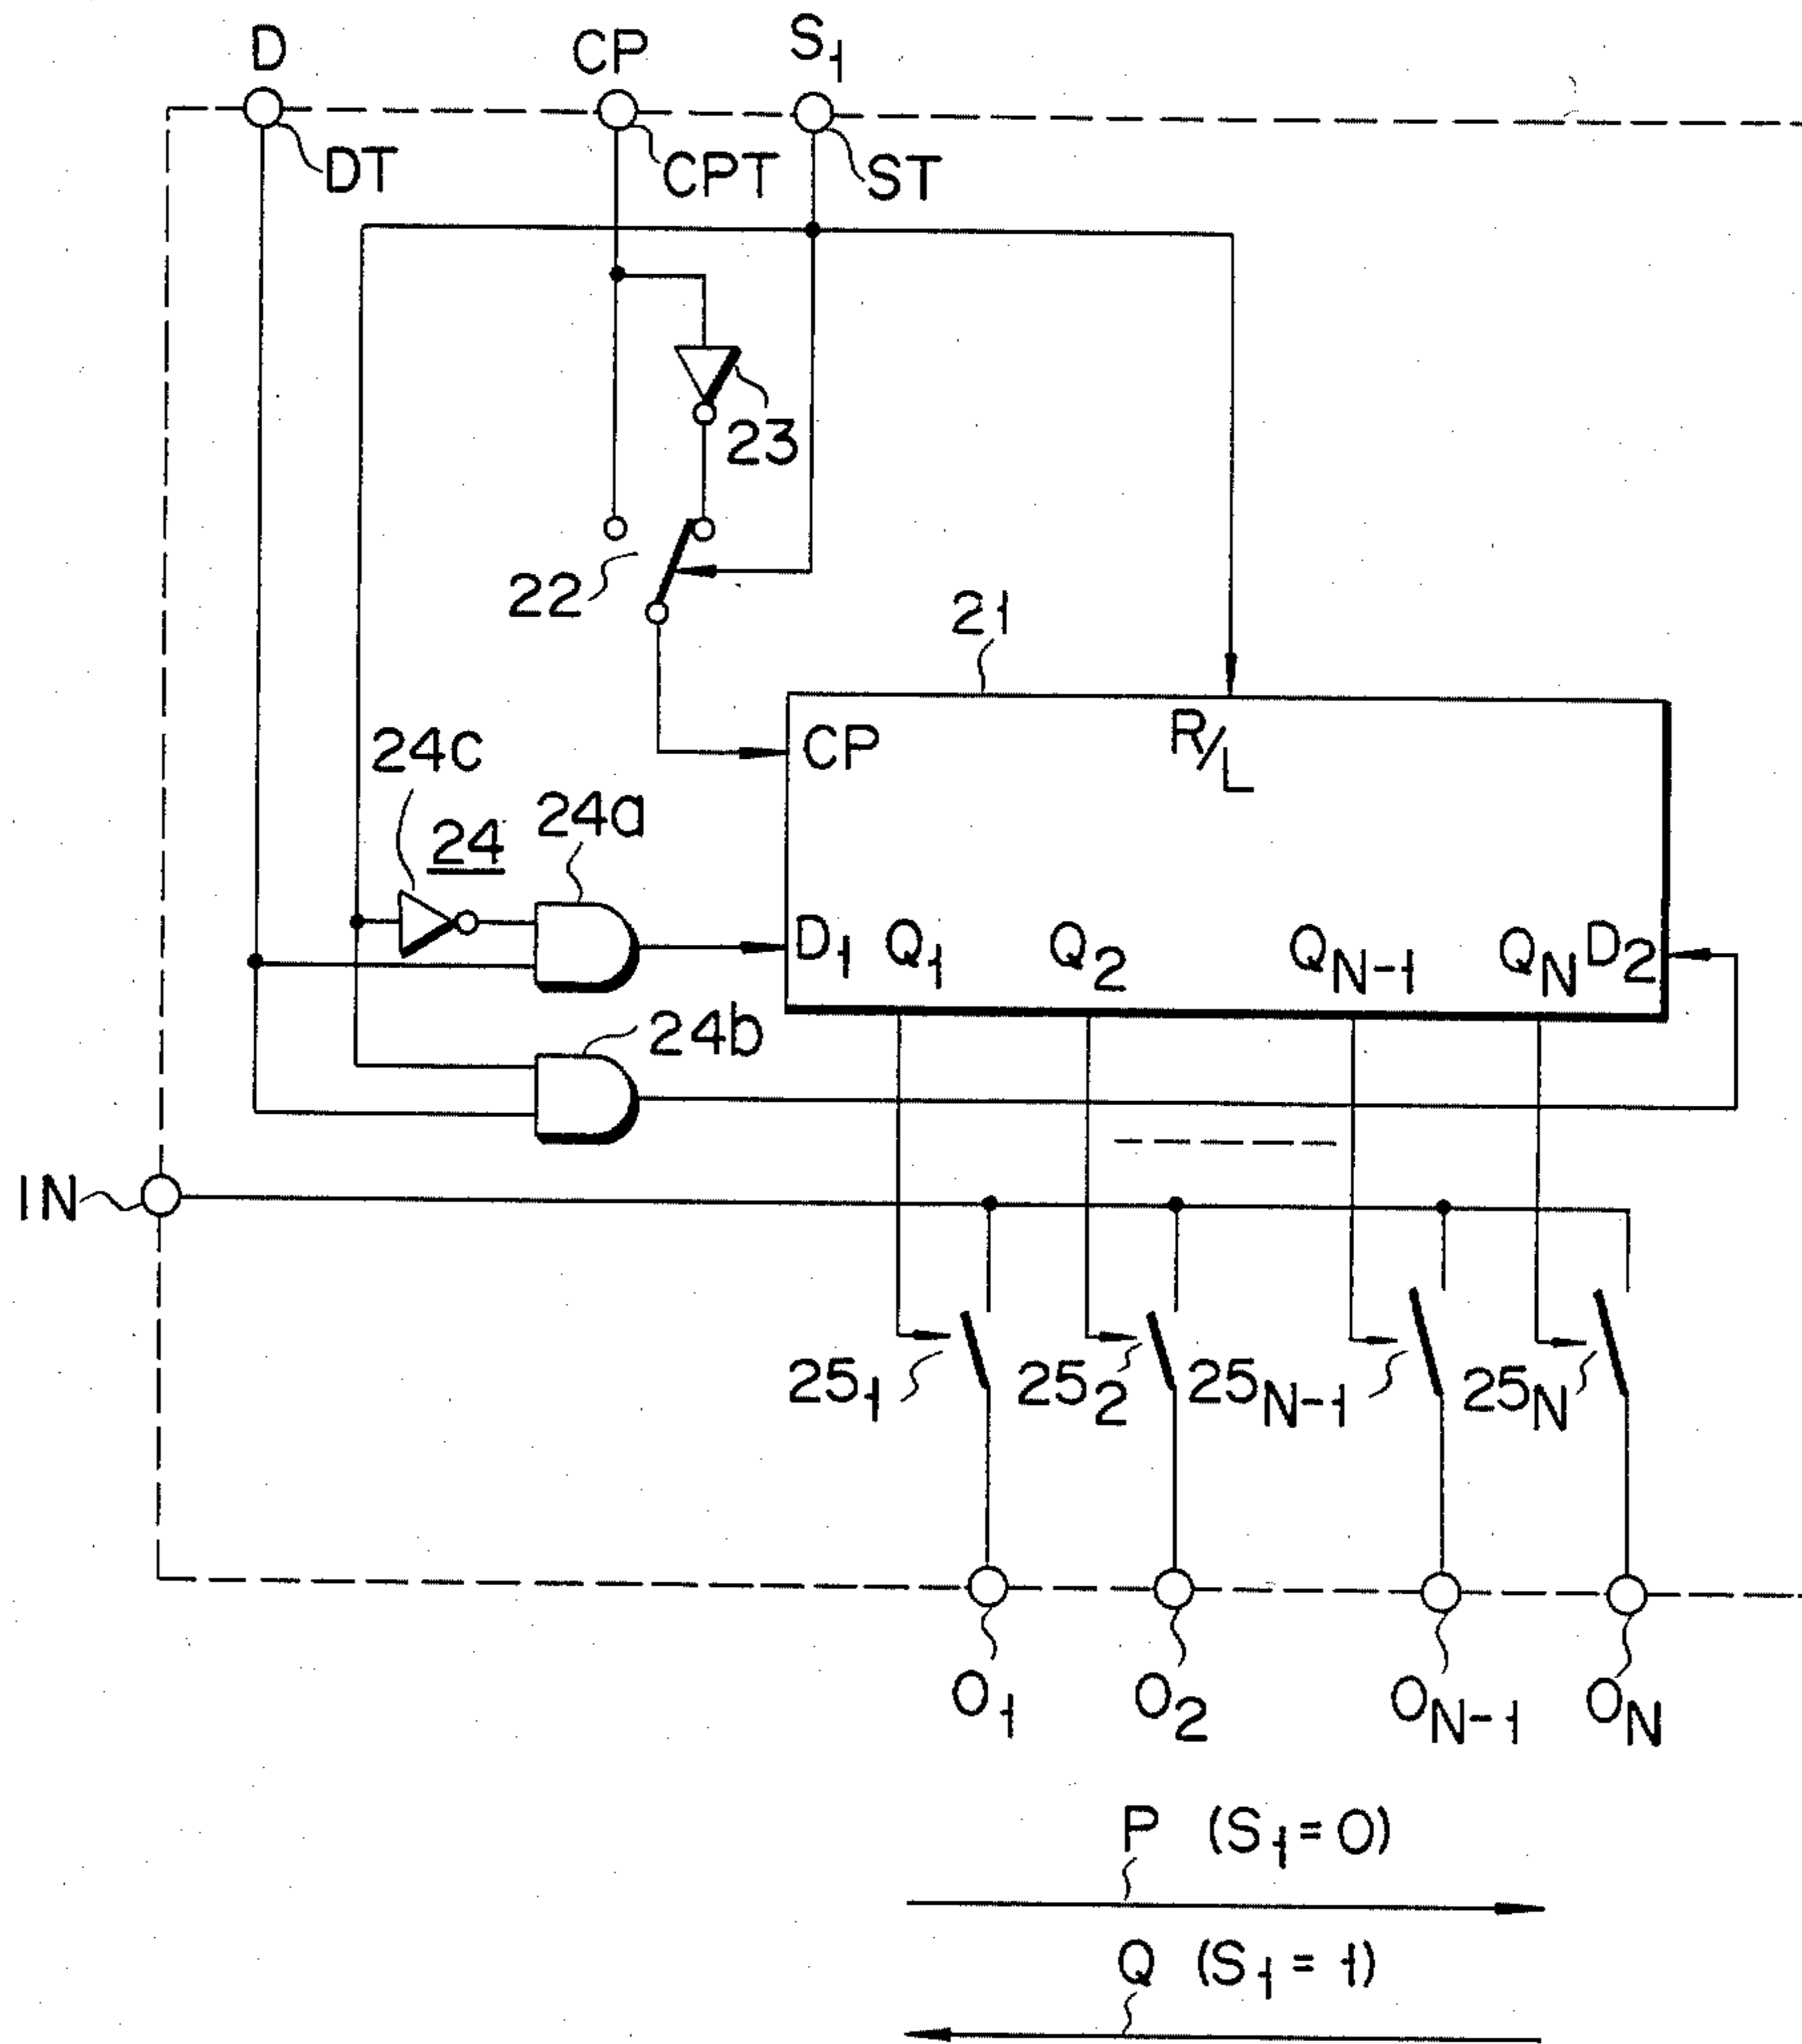 D CP S1
DT CPT ST
23
22
21
CP R/L
24c
24
24a
D1 Q1 Q2 QN-1 QN D2
24b
IN
251 252 25N-1 25N
O1 O2 ON-1 ON
P (S1=0)
Q (S1=1)